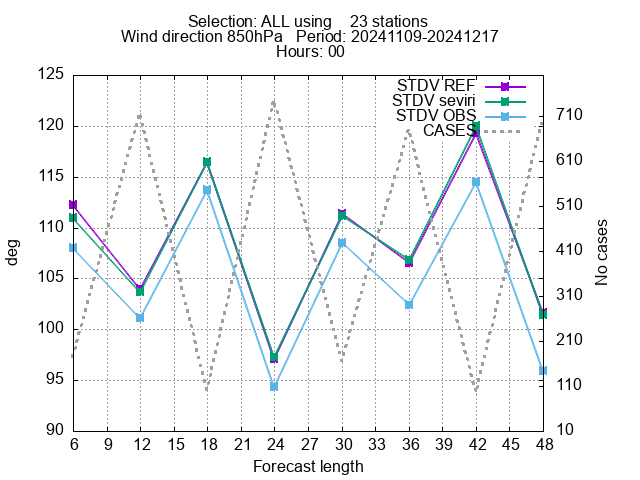 Selection: ALL using 23 stations
Wind direction 850hPa Period: 20241109-20241217
Hours: 00
125
120
115
110
105
100
95
90
deg
STDV REF
STDV seviri
STDV OBS
CASES
710
610
510
410
310
210
110
10
No cases
6 9 12 15 18 21 24 27 30 33 36 39 42 45 48
Forecast length